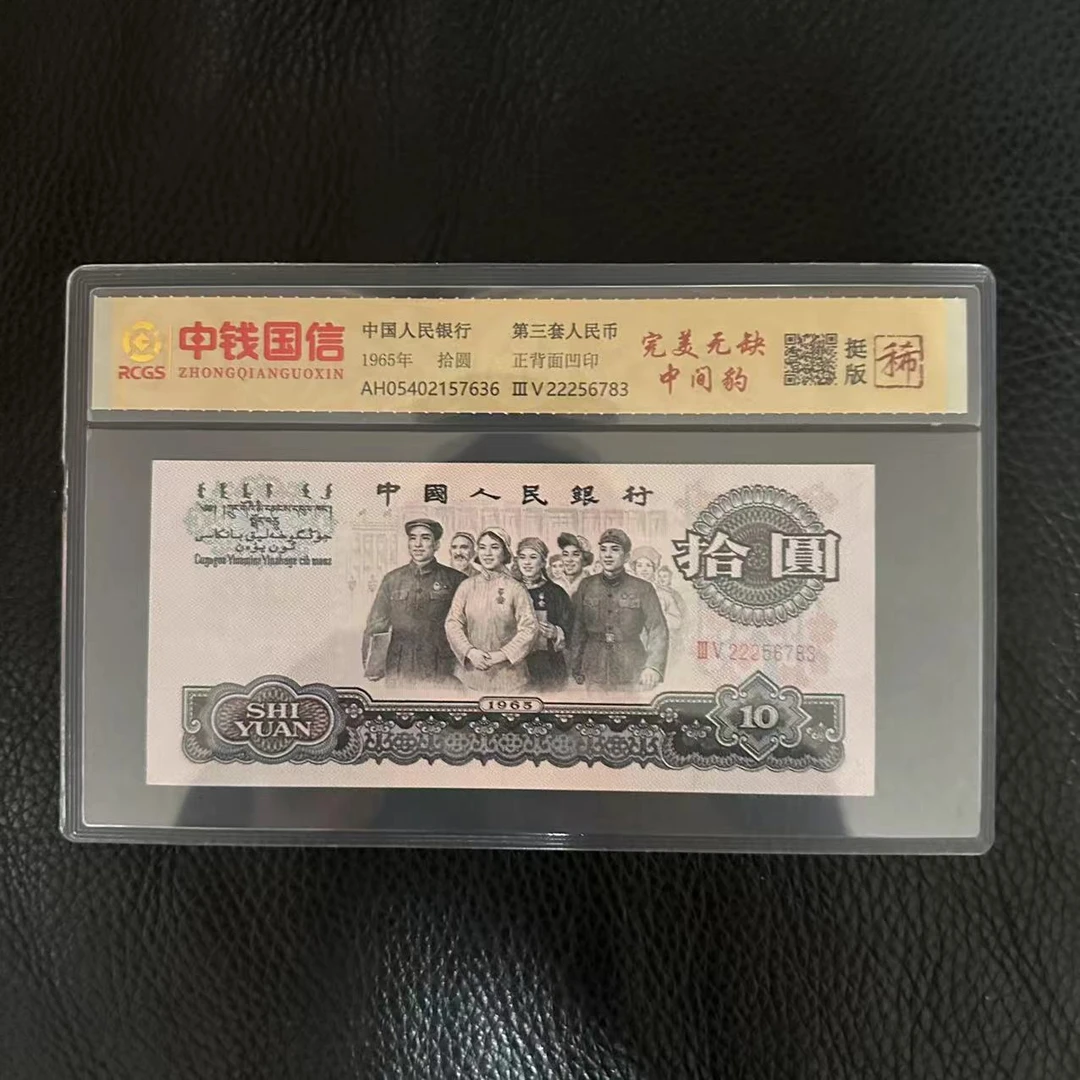 中钱国信
RCGS ZHONGQIANGUOXIN
中国人民银行 第三套人民币
1965年 拾圆 正背面凹印
AH05402157636 ⅢⅤ22256783
完美无缺
中间豹
挺版
稀
中國人民銀行
拾圓
ⅢⅤ22256783
1965
SHI
YUAN
10